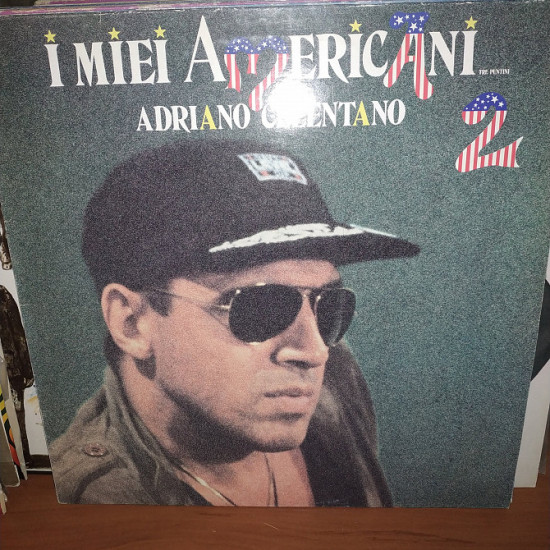 I MIEI AMERICANI...
TRE PUNTINI
ADRIANO CELENTANO
2